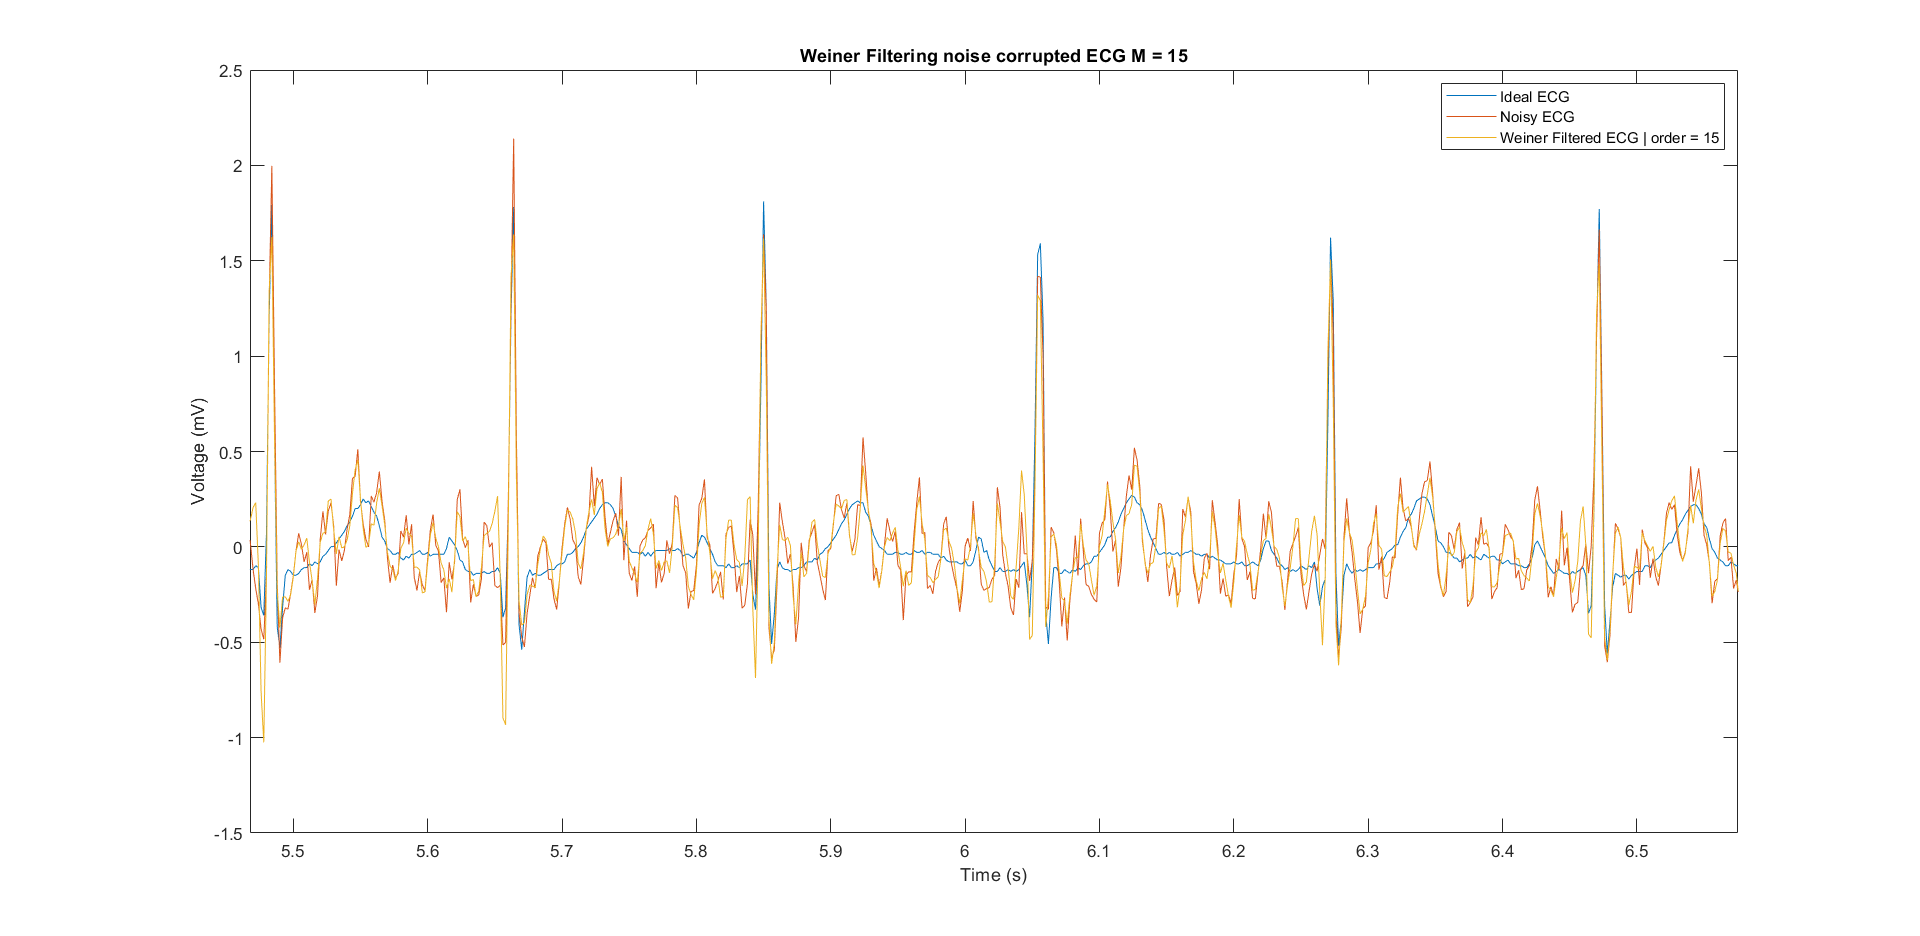 Weiner Filtering noise corrupted ECG M = 15
2.5
2
1.5
1
0.5
0
-0.5
-1
-1.5
Voltage (mV)
Ideal ECG
Noisy ECG
Weiner Filtered ECG | order = 15
5.5 5.6 5.7 5.8 5.9 6 6.1 6.2 6.3 6.4 6.5
Time (s)